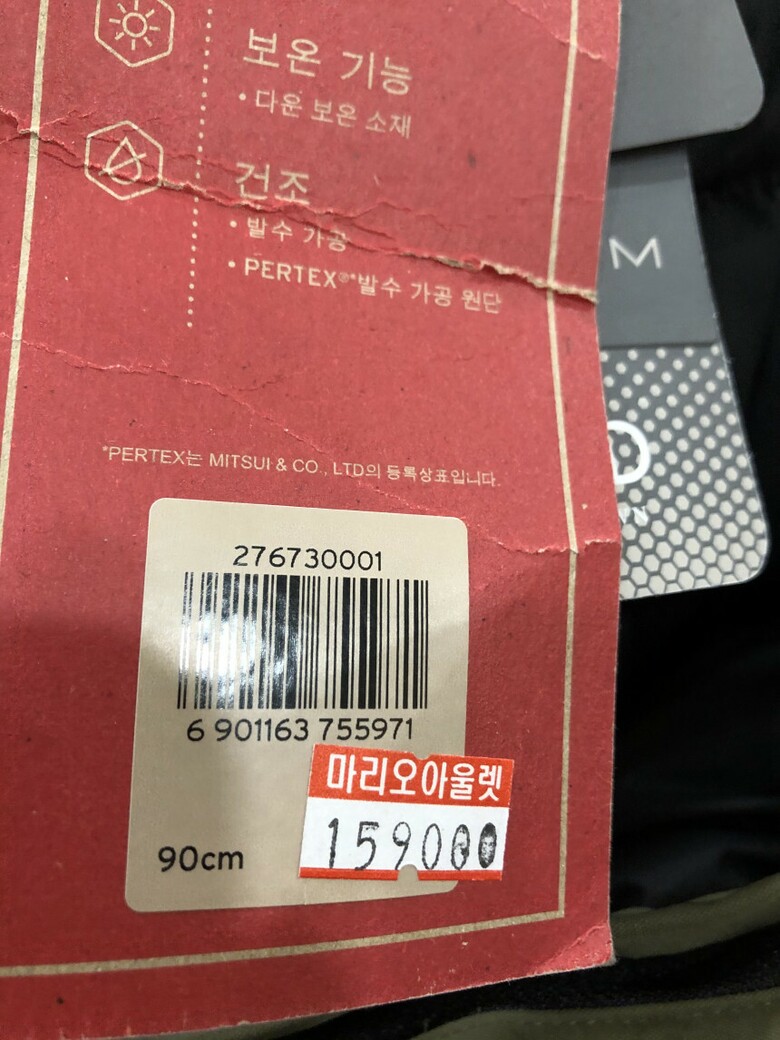 보온 기능
• 다운 보온 소재
건조
• 발수 가공
• PERTEX®*발수 가공 원단
M
*PERTEX는 MITSUI & CO., LTD의 등록상표입니다.
276730001
6 901163 755971
마리오아울렛
159000
90cm